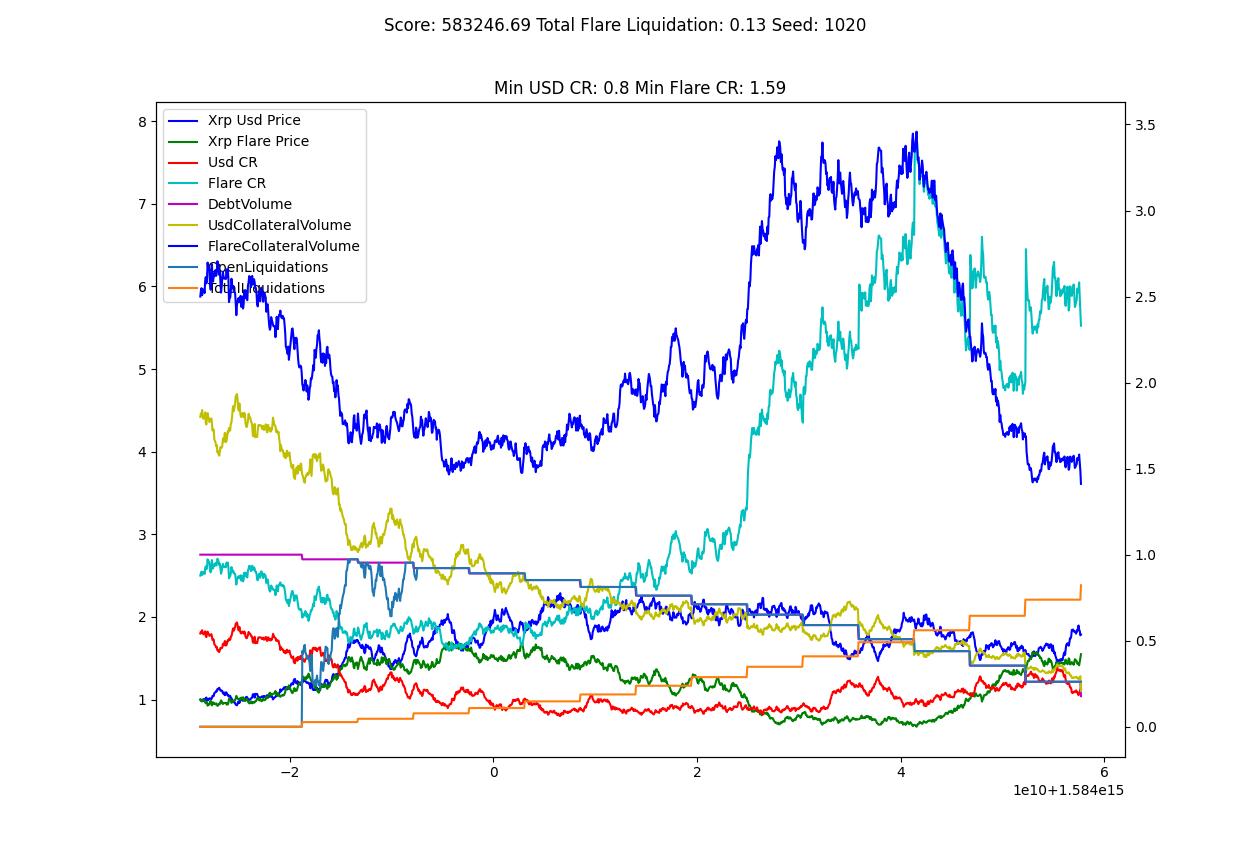 Score: 583246.69 Total Flare Liquidation: 0.13 Seed: 1020
Min USD CR: 0.8 Min Flare CR: 1.59
Xrp Usd Price
Xrp Flare Price
Usd CR
Flare CR
DebtVolume
UsdCollateralVolume
FlareCollateralVolume
OpenLiquidations
TotalLiquidations
8
7
6
5
4
3
2
1
3.5
3.0
2.5
2.0
1.5
1.0
0.5
0.0
−2
0
2
4
6
1e10+1.584e15